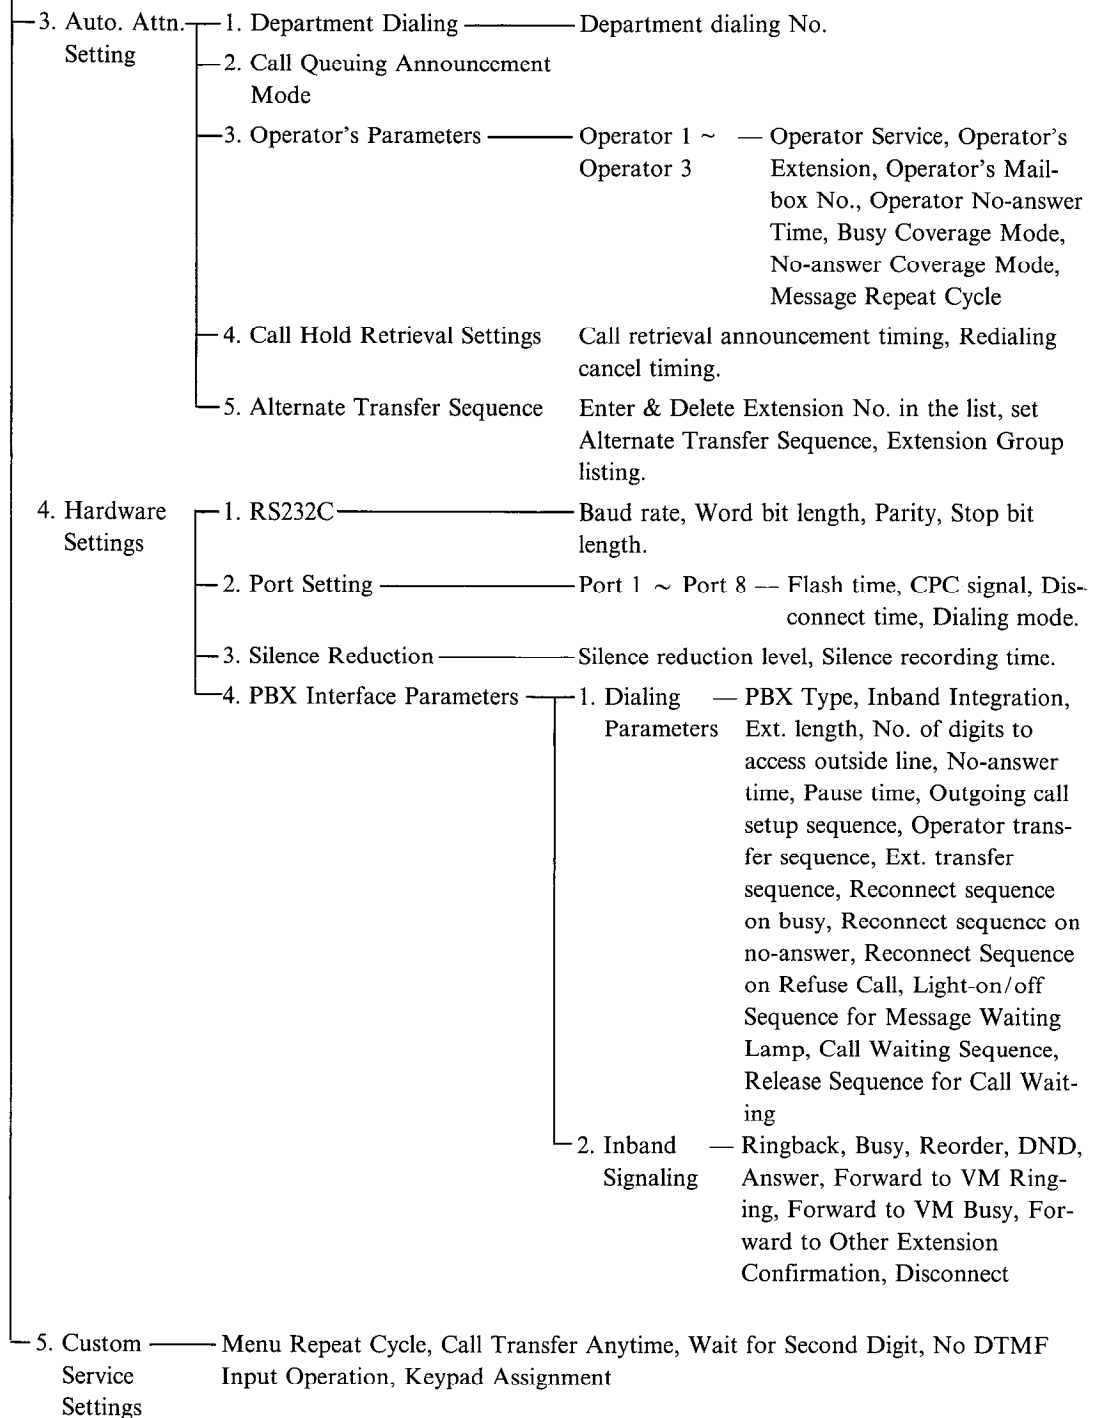 3. Auto. Attn. Setting
1. Department Dialing
Department dialing No.
2. Call Queuing Announcement
Mode
3. Operator's Parameters
Operator 1 ~
Operator 3
Operator Service, Operator's
Extension, Operator's Mail-
box No., Operator No-answer
Time, Busy Coverage Mode,
No-answer Coverage Mode,
Message Repeat Cycle
4. Call Hold Retrieval Settings
Call retrieval announcement timing, Redialing
cancel timing.
5. Alternate Transfer Sequence
Enter & Delete Extension No. in the list, set
Alternate Transfer Sequence, Extension Group
listing.
4. Hardware
Settings
1. RS232C
Baud rate, Word bit length, Parity, Stop bit
length.
2. Port Setting
Port 1 ~ Port 8 — Flash time, CPC signal, Dis-
connect time, Dialing mode.
3. Silence Reduction
Silence reduction level, Silence recording time.
4. PBX Interface Parameters
1. Dialing
Parameters
PBX Type, Inband Integration,
Ext. length, No. of digits to
access outside line, No-answer
time, Pause time, Outgoing call
setup sequence, Operator trans-
fer sequence, Ext. transfer
sequence, Reconnect sequence
on busy, Reconnect sequence on
no-answer, Reconnect Sequence
on Refuse Call, Light-on/off
Sequence for Message Waiting
Lamp, Call Waiting Sequence,
Release Sequence for Call Wait-
ing
2. Inband
Signaling
Ringback, Busy, Reorder, DND,
Answer, Forward to VM Ring-
ing, Forward to VM Busy, For-
ward to Other Extension
Confirmation, Disconnect
5. Custom
Service
Settings
Menu Repeat Cycle, Call Transfer Anytime, Wait for Second Digit, No DTMF
Input Operation, Keypad Assignment